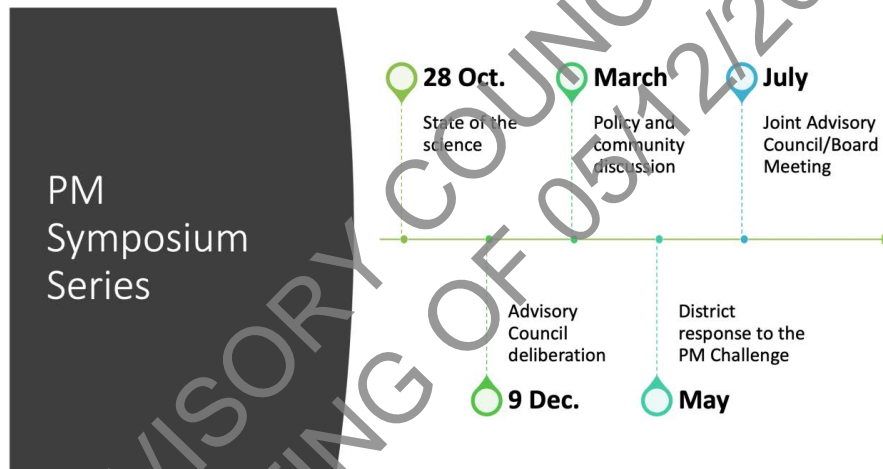 PM
Symposium
Series
28 Oct.
State of the
science
March
Policy and
community
discussion
July
Joint Advisory
Council/Board
Meeting
Advisory
Council
deliberation
9 Dec.
District
response to the
PM Challenge
May